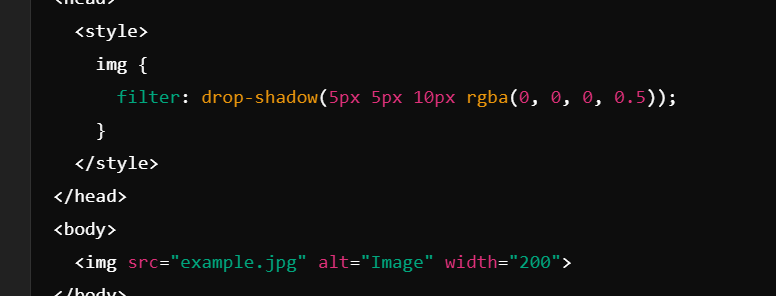 <head>
<style>
img {
filter: drop-shadow(5px 5px 10px rgba(0, 0, 0, 0.5));
}
</style>
</head>
<body>
<img src="example.jpg" alt="Image" width="200">
</body>